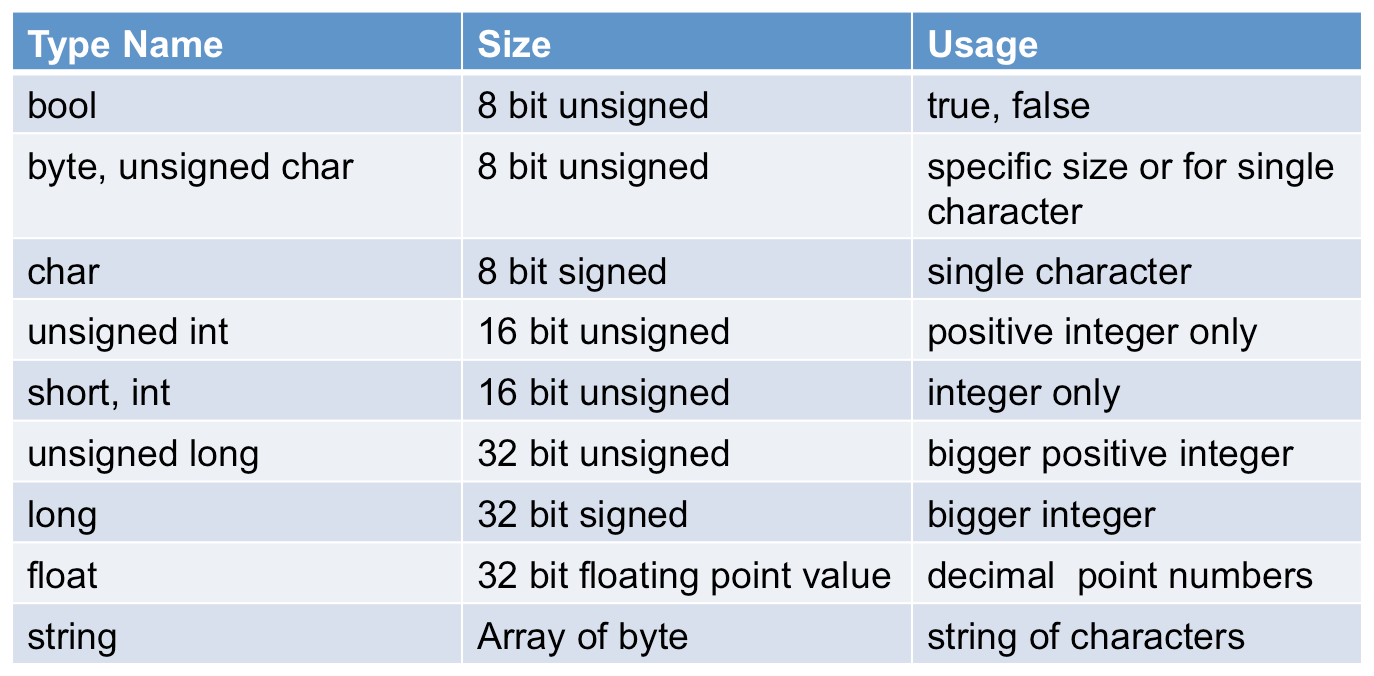 Type Name Size Usage
bool 8 bit unsigned true, false
byte, unsigned char 8 bit unsigned specific size or for single
character
char 8 bit signed single character
unsigned int 16 bit unsigned positive integer only
short, int 16 bit unsigned integer only
unsigned long 32 bit unsigned bigger positive integer
long 32 bit signed bigger integer
float 32 bit floating point value decimal  point numbers
string Array of byte string of characters